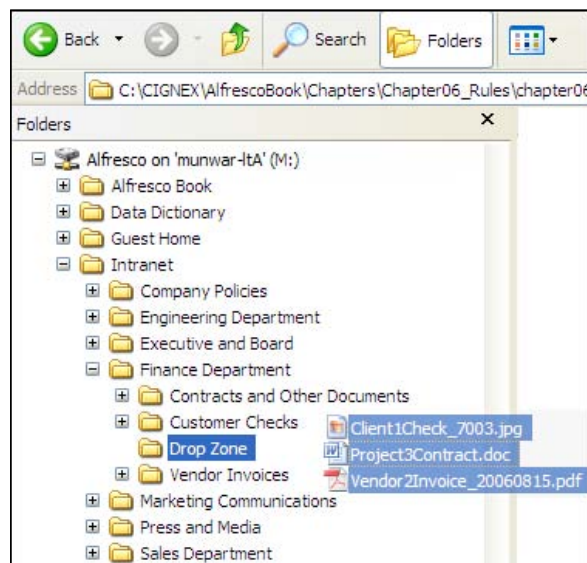 Back Search Folders
Address C:\CIGNEX\AlfrescoBook\Chapters\Chapter06_Rules\chapter06
Folders
Alfresco on 'munwar-ltA' (M:)
Alfresco Book
Data Dictionary
Guest Home
Intranet
Company Policies
Engineering Department
Executive and Board
Finance Department
Contracts and Other Documents
Customer Checks Client1Check_7003.jpg
Drop Zone Project3Contract.doc
Vendor Invoices Vendor2Invoice_20060815.pdf
Marketing Communications
Press and Media
Sales Department